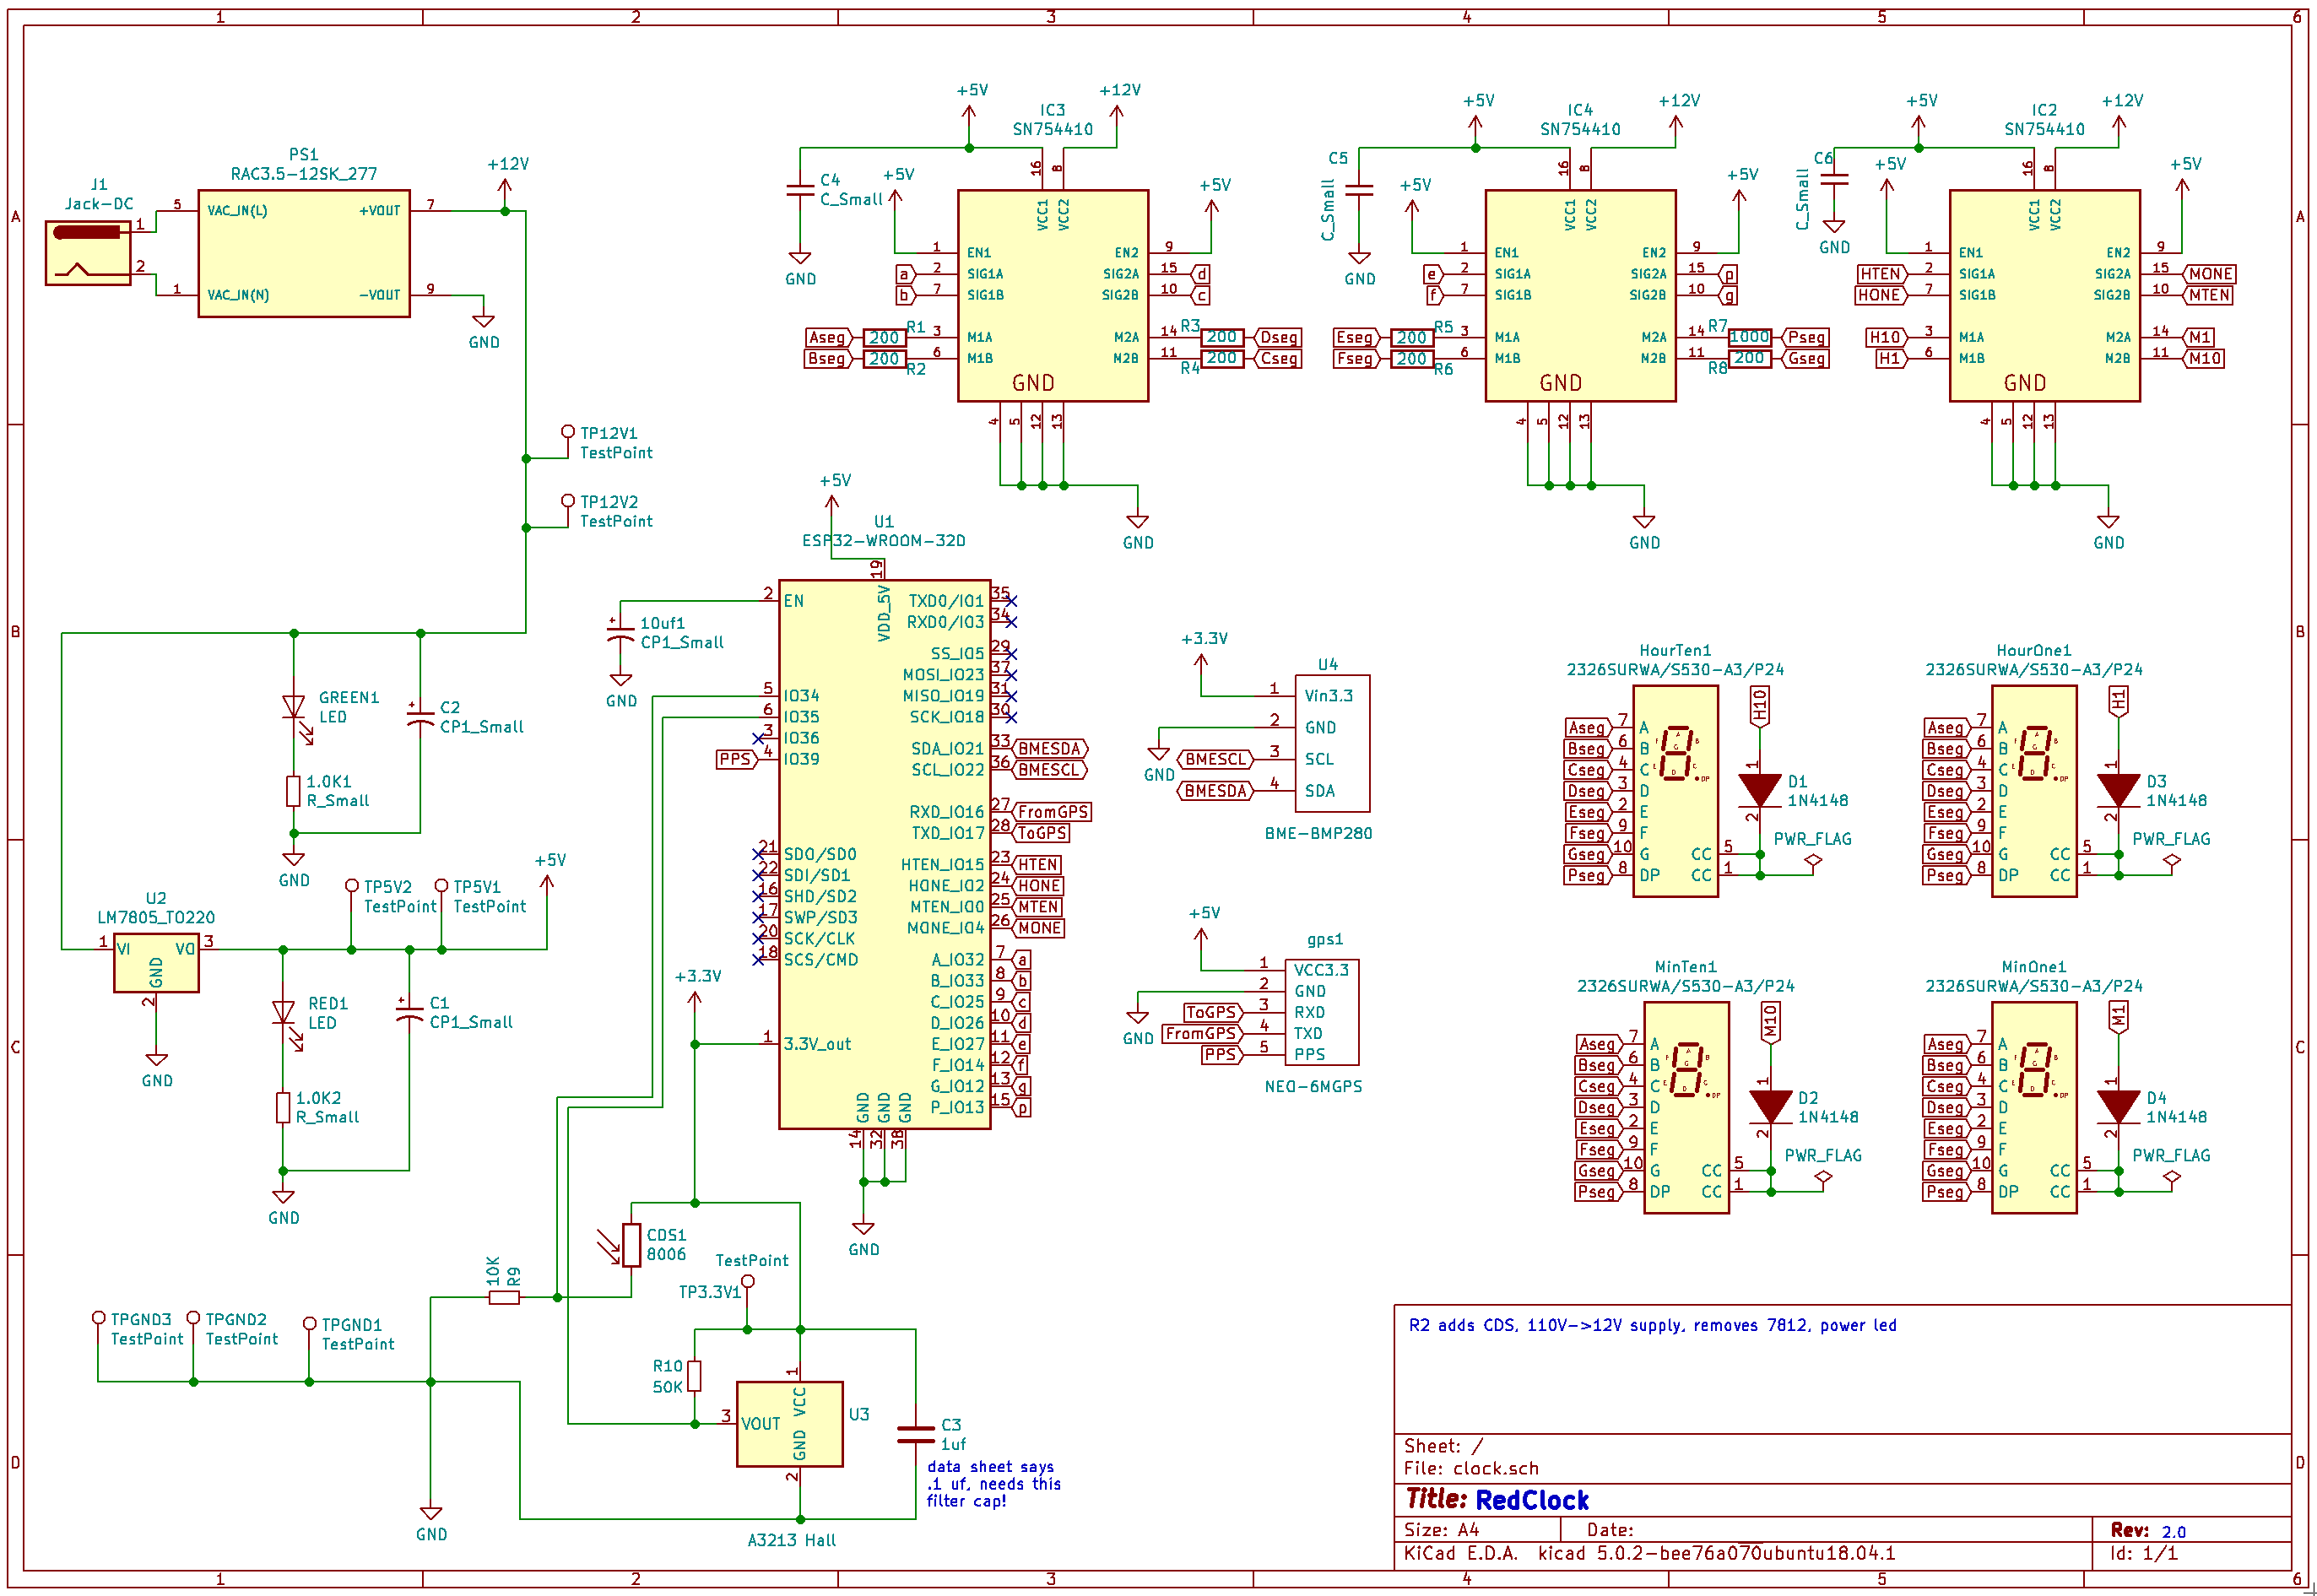 1 2 3 4 5 6
A
B
C
D
A
B
C
D
1 2 3 4 5 6
J1
Jack-DC
1
2
PS1
RAC3.5-12SK_277
5 VAC_IN(L) +VOUT 7
1 VAC_IN(N) -VOUT 9
+12V
GND
TP12V1
TestPoint
TP12V2
TestPoint
GREEN1
LED
1.0K1
R_Small
C2
CP1_Small
GND
U2
LM7805_TO220
1 VI VO 3
GND
2
GND
TP5V2
TestPoint
TP5V1
TestPoint
+5V
RED1
LED
1.0K2
R_Small
C1
CP1_Small
GND
TPGND3
TestPoint
TPGND2
TestPoint
TPGND1
TestPoint
GND
10K
R9
CDS1
8006
TestPoint
TP3.3V1
R10
50K
1
VCC
3 VOUT
GND
2
U3
A3213 Hall
C3
1uf
data sheet says
.1 uf, needs this
filter cap!
+3.3V
+5V
U1
ESP32-WROOM-32D
19
VDD_5V
10uf1
CP1_Small
GND
2 EN
5 IO34
6 IO35
3 IO36
PPS 4 IO39
21 SDO/SD0
22 SDI/SD1
16 SHD/SD2
17 SWP/SD3
20 SCK/CLK
18 SCS/CMD
1 3.3V_out
TXD0/IO1 35
RXD0/IO3 34
SS_IO5 29
MOSI_IO23 37
MISO_IO19 31
SCK_IO18 30
SDA_IO21 33 BMESDA
SCL_IO22 36 BMESCL
RXD_IO16 27 FromGPS
TXD_IO17 28 ToGPS
HTEN_IO15 23 HTEN
HONE_IO2 24 HONE
MTEN_IO0 25 MTEN
MONE_IO4 26 MONE
A_IO32 7 a
B_IO33 8 b
C_IO25 9 c
D_IO26 10 d
E_IO27 11 e
F_IO14 12 f
G_IO12 13 g
P_IO13 15 p
GND GND GND
14 32 38
GND
+5V
+12V
IC3
SN754410
C4
C_Small
GND
+5V
+5V
16 8
VCC1 VCC2
1 EN1 EN2 9
a 2 SIG1A SIG2A 15 d
b 7 SIG1B SIG2B 10 c
Aseg 200 R1 3 M1A M2A 14 R3 200 Dseg
Bseg 200 R2 6 M1B M2B 11 R4 200 Cseg
GND
4 5 12 13
GND
+5V
+12V
IC4
SN754410
C5
C_Small
GND
+5V
+5V
16 8
VCC1 VCC2
1 EN1 EN2 9
e 2 SIG1A SIG2A 15 p
f 7 SIG1B SIG2B 10 g
Eseg 200 R5 3 M1A M2A 14 R7 1000 Pseg
Fseg 200 R6 6 M1B M2B 11 R8 200 Gseg
GND
4 5 12 13
GND
+5V
+12V
IC2
SN754410
C6
C_Small
GND
+5V
+5V
16 8
VCC1 VCC2
1 EN1 EN2 9
HTEN 2 SIG1A SIG2A 15 MONE
HONE 7 SIG1B SIG2B 10 MTEN
H10 3 M1A M2A 14 M1
H1 6 M1B M2B 11 M10
GND
4 5 12 13
GND
+3.3V
U4
1 Vin3.3
2 GND
GND
BMESCL 3 SCL
BMESDA 4 SDA
BME-BMP280
+5V
gps1
1 VCC3.3
2 GND
GND
ToGPS 3 RXD
FromGPS 4 TXD
PPS 5 PPS
NEO-6MGPS
HourTen1
2326SURWA/S530-A3/P24
H10
Aseg 7 A
Bseg 6 B
Cseg 4 C
Dseg 3 D
Eseg 2 E
Fseg 9 F
Gseg 10 G CC 5
Pseg 8 DP CC 1
1
D1
1N4148
2
PWR_FLAG
HourOne1
2326SURWA/S530-A3/P24
H1
Aseg 7 A
Bseg 6 B
Cseg 4 C
Dseg 3 D
Eseg 2 E
Fseg 9 F
Gseg 10 G CC 5
Pseg 8 DP CC 1
1
D3
1N4148
2
PWR_FLAG
MinTen1
2326SURWA/S530-A3/P24
M10
Aseg 7 A
Bseg 6 B
Cseg 4 C
Dseg 3 D
Eseg 2 E
Fseg 9 F
Gseg 10 G CC 5
Pseg 8 DP CC 1
1
D2
1N4148
2
PWR_FLAG
MinOne1
2326SURWA/S530-A3/P24
M1
Aseg 7 A
Bseg 6 B
Cseg 4 C
Dseg 3 D
Eseg 2 E
Fseg 9 F
Gseg 10 G CC 5
Pseg 8 DP CC 1
1
D4
1N4148
2
PWR_FLAG
R2 adds CDS, 110V->12V supply, removes 7812, power led
Sheet: /
File: clock.sch
Title: RedClock
Size: A4 Date: Rev: 2.0
KiCad E.D.A. kicad 5.0.2-bee76a070ubuntu18.04.1 Id: 1/1